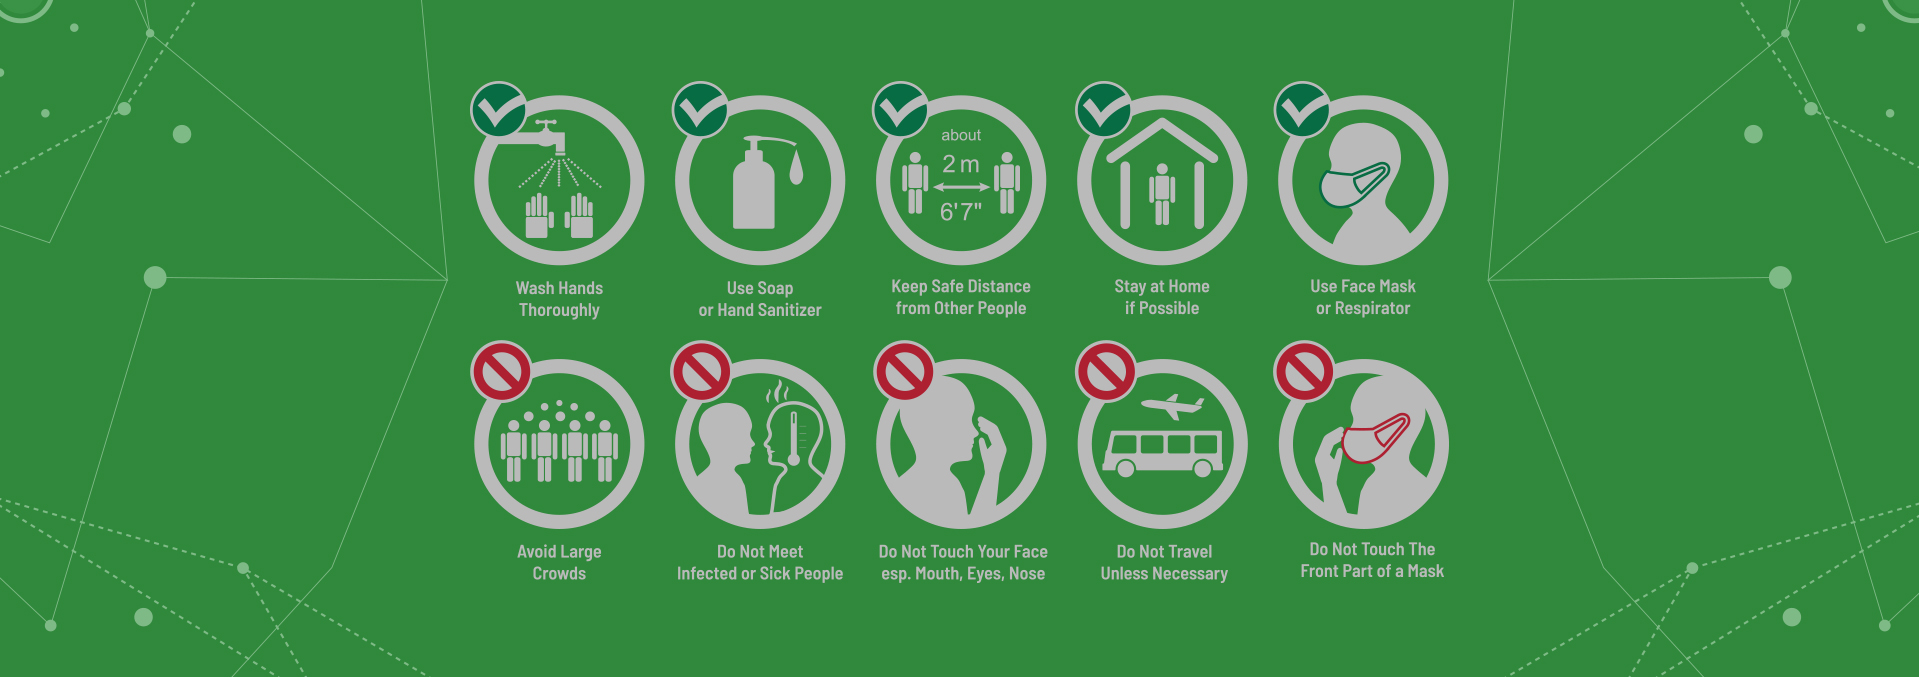 about
2 m
6'7"
Wash Hands
Thoroughly
Use Soap
or Hand Sanitizer
Keep Safe Distance
from Other People
Stay at Home
if Possible
Use Face Mask
or Respirator
Avoid Large
Crowds
Do Not Meet
Infected or Sick People
Do Not Touch Your Face
esp. Mouth, Eyes, Nose
Do Not Travel
Unless Necessary
Do Not Touch The
Front Part of a Mask